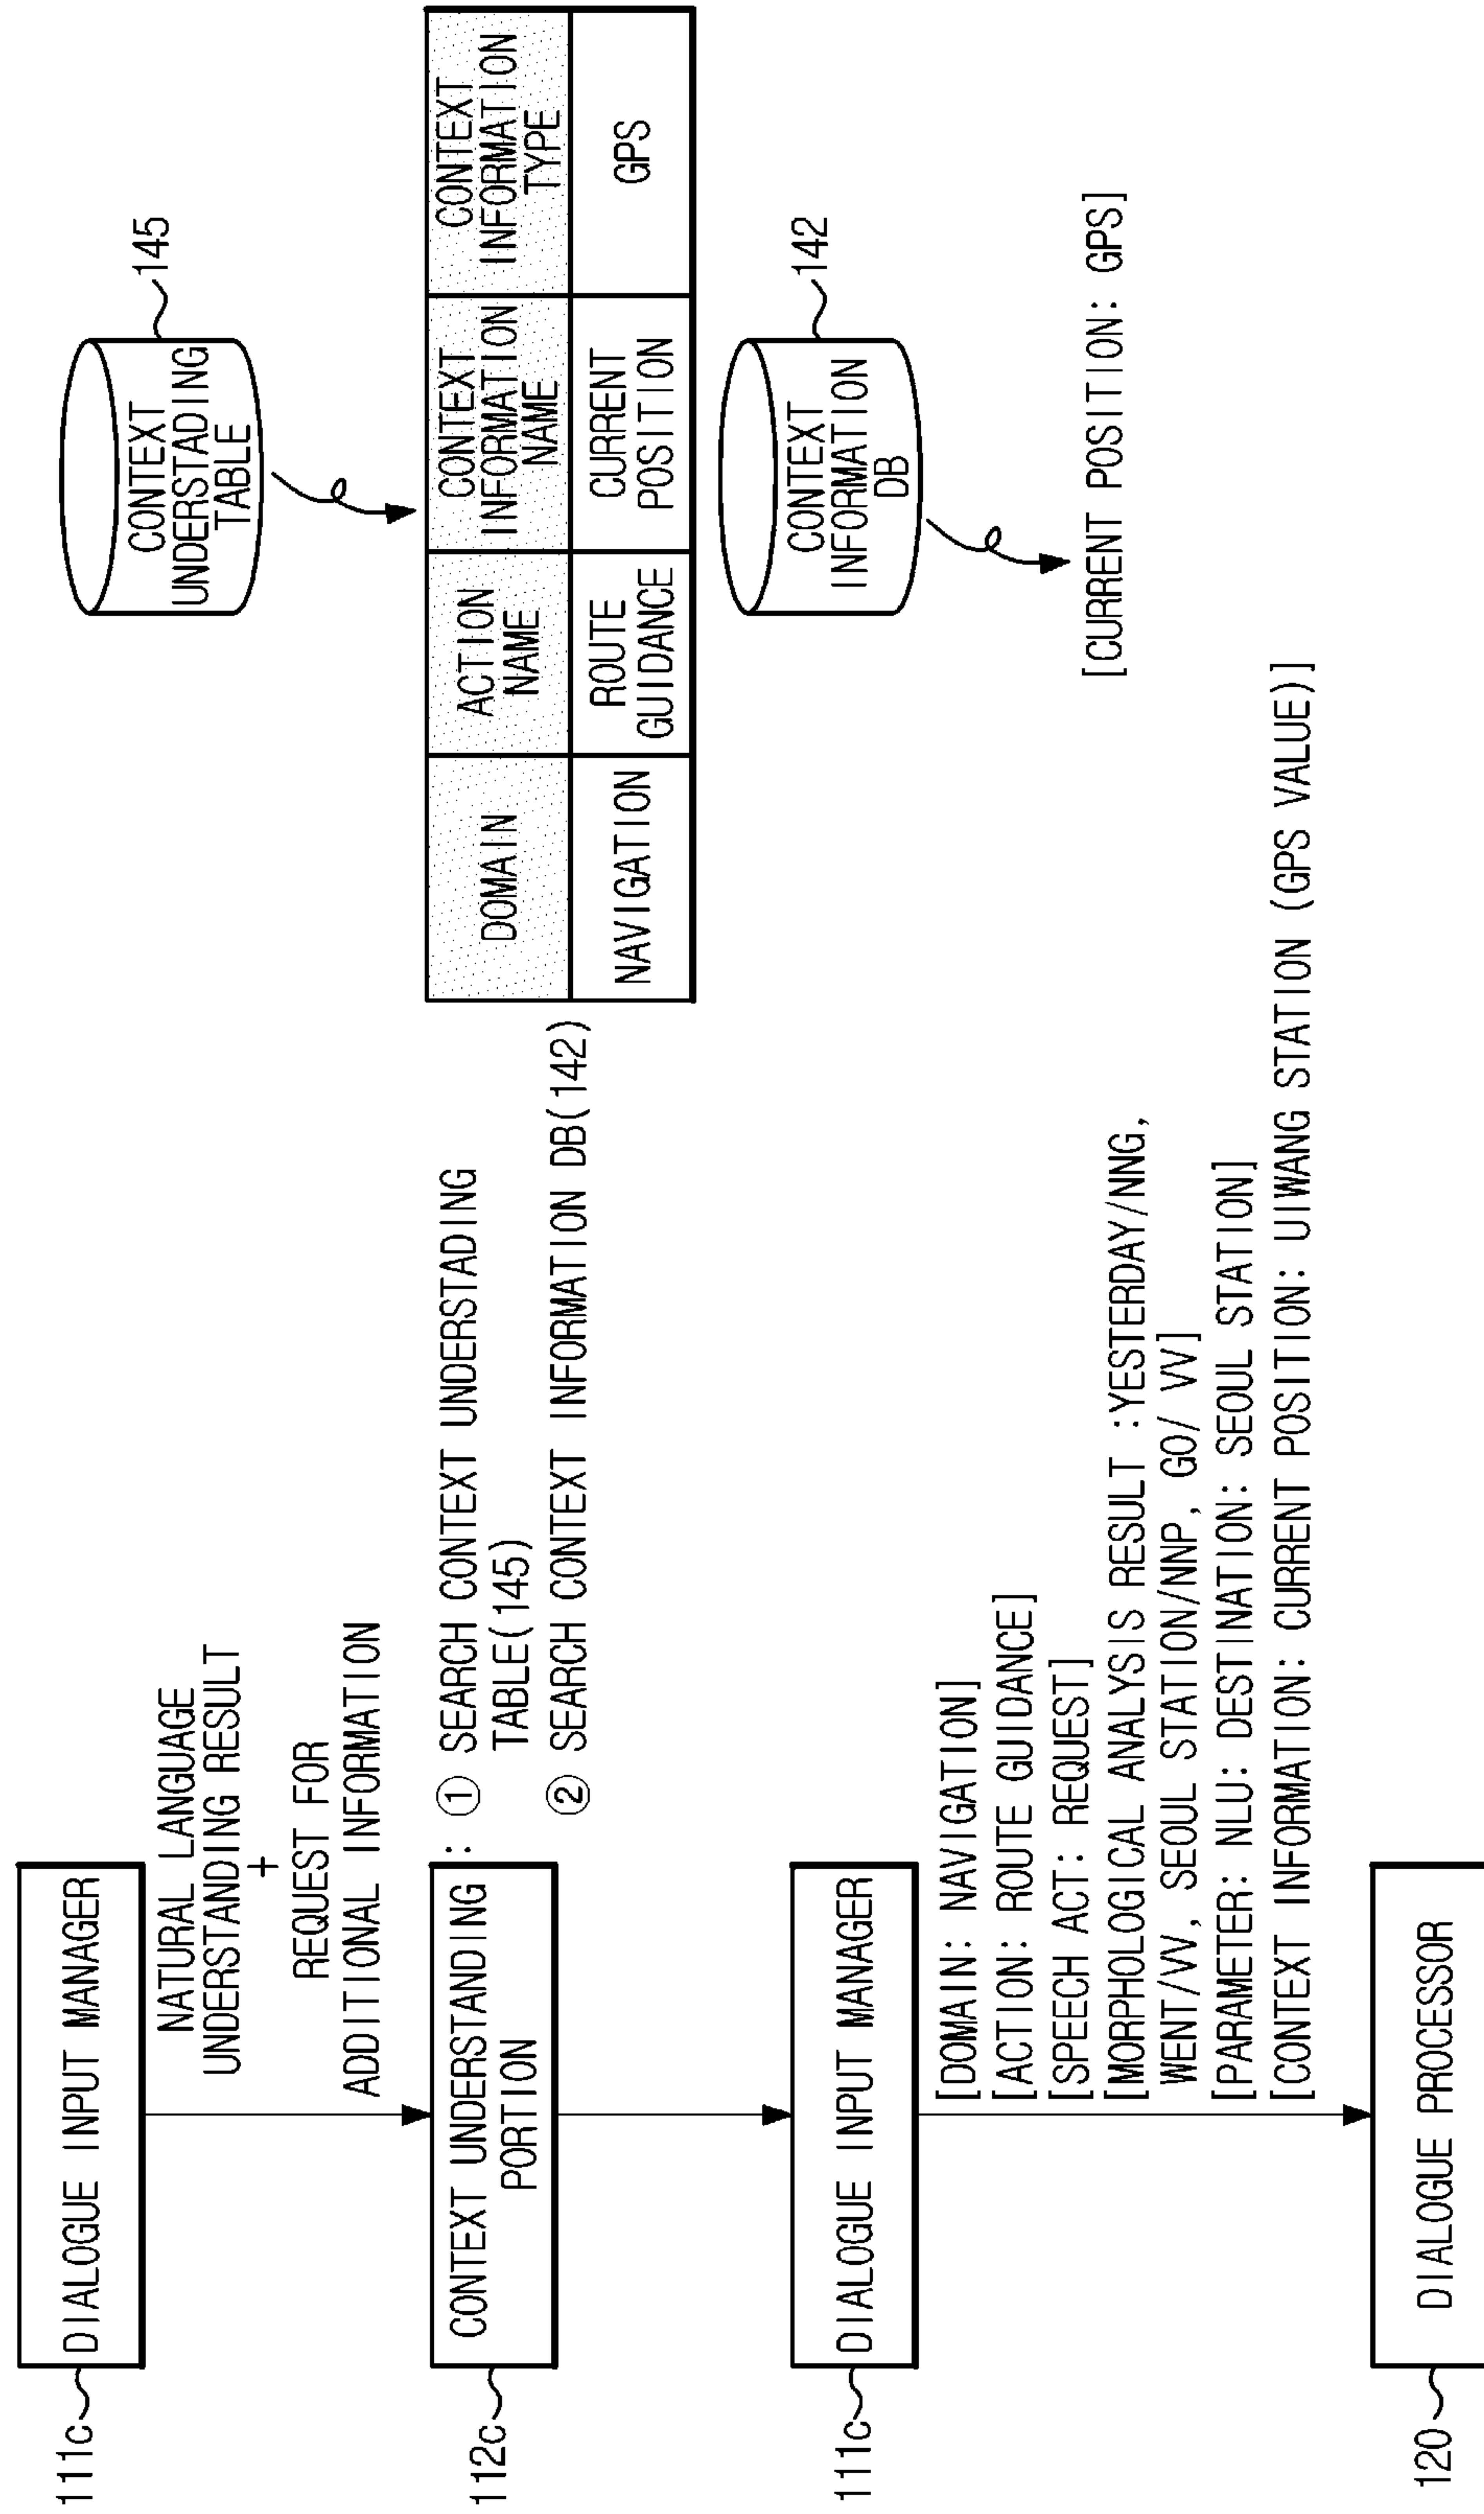 111c
DIALOGUE INPUT MANAGER
NATURAL LANGUAGE
UNDERSTANDING RESULT
+
REQUEST FOR
ADDITIONAL INFORMATION
112c
CONTEXT UNDERSTANDING
PORTION
: ① SEARCH CONTEXT UNDERSTADING
TABLE(145)
② SEARCH CONTEXT INFORMATION DB(142)
111c
DIALOGUE INPUT MANAGER
[DOMAIN: NAVIGATION]
[ACTION: ROUTE GUIDANCE]
[SPEECH ACT: REQUEST]
[MORPHOLOGICAL ANALYSIS RESULT :YESTERDAY/NNG,
WENT/VV, SEOUL STATION/NNP, GO/ VV]
[PARAMETER: NLU: DESTINATION: SEOUL STATION]
[CONTEXT INFORMATION: CURRENT POSITION: UIWANG STATION (GPS VALUE)]
120
DIALOGUE PROCESSOR
CONTEXT
UNDERSTADING
TABLE
145
DOMAIN
ACTION
NAME
CONTEXT
INFORMATION
NAME
CONTEXT
INFORMATION
TYPE
NAVIGATION
ROUTE
GUIDANCE
CURRENT
POSITION
GPS
CONTEXT
INFORMATION
DB
142
[CURRENT POSITION: GPS]